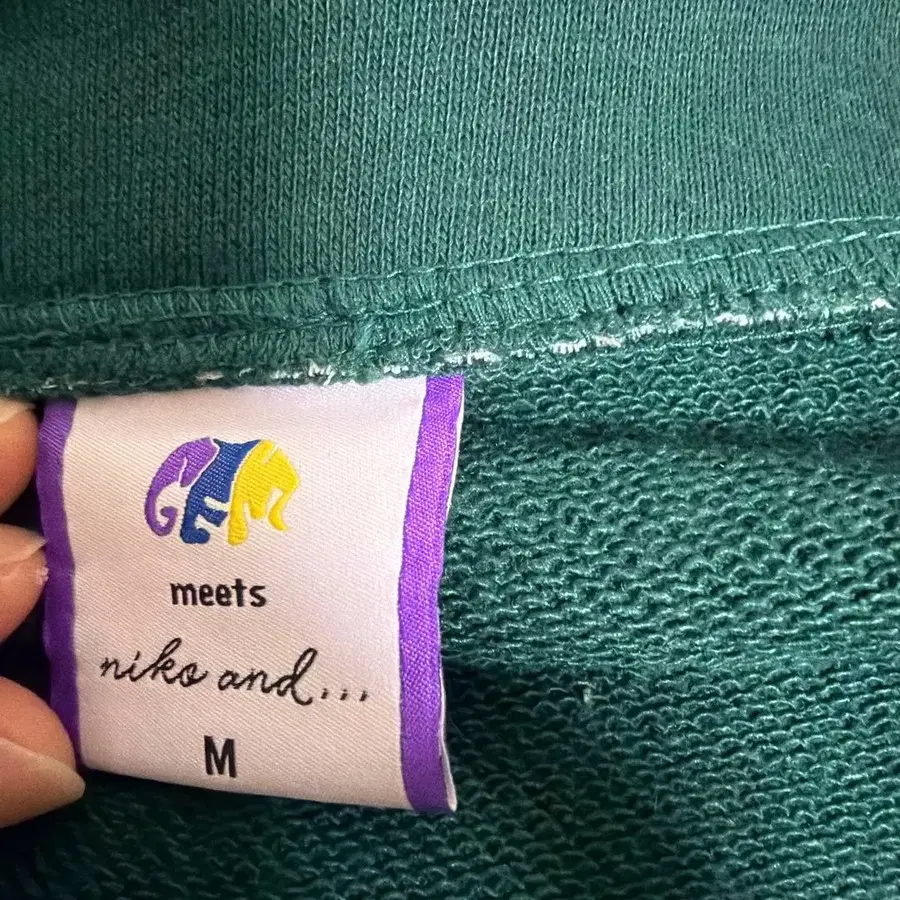 GEM
meets
niko and...
M